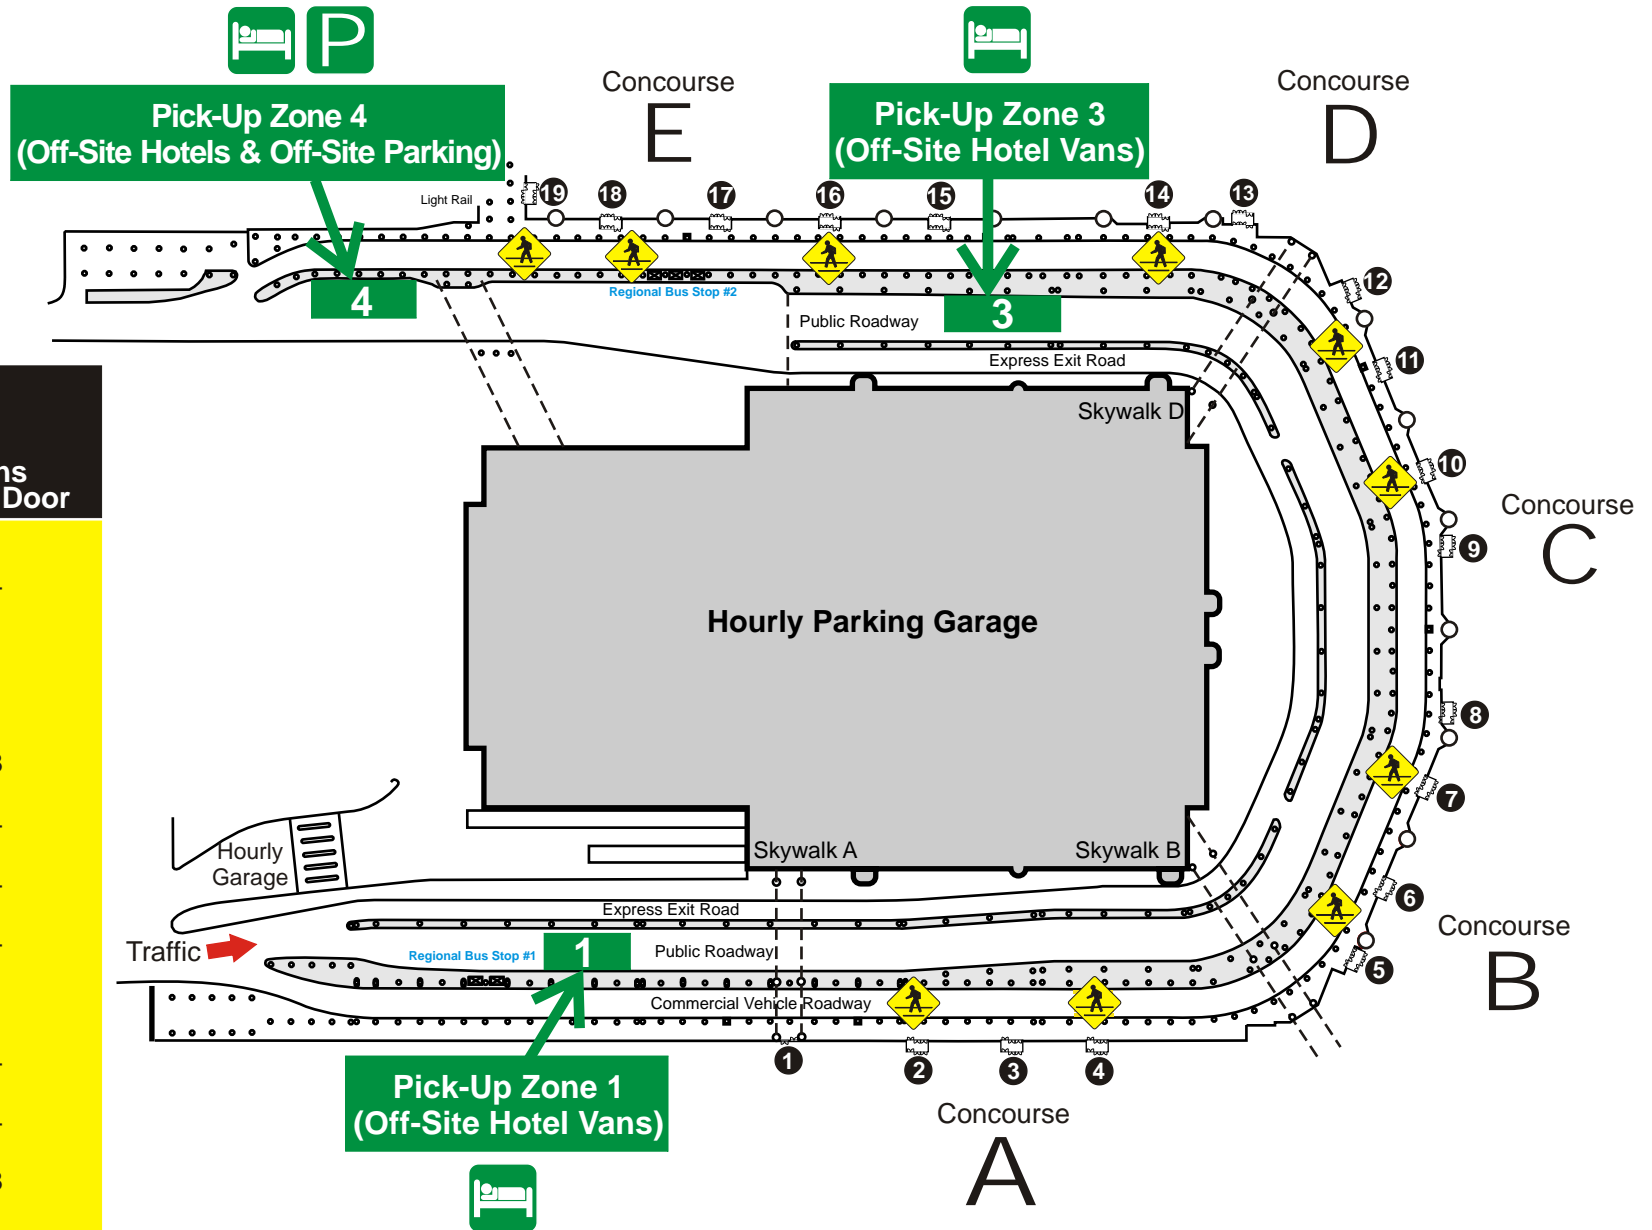 P
Pick-Up Zone 4
(Off-Site Hotels & Off-Site Parking)
Concourse
E
Pick-Up Zone 3
(Off-Site Hotel Vans)
Concourse
D
Light Rail
19
18
17
16
15
14
13
12
11
10
9
8
7
6
5
4
Regional Bus Stop #2
3
Public Roadway
Express Exit Road
Skywalk D
ns
Door
Concourse
C
Hourly Parking Garage
Hourly
Garage
Skywalk A
Skywalk B
Express Exit Road
Traffic
Regional Bus Stop #1
1
Public Roadway
Commercial Vehicle Roadway
Concourse
B
1
2
3
4
Pick-Up Zone 1
(Off-Site Hotel Vans)
Concourse
A